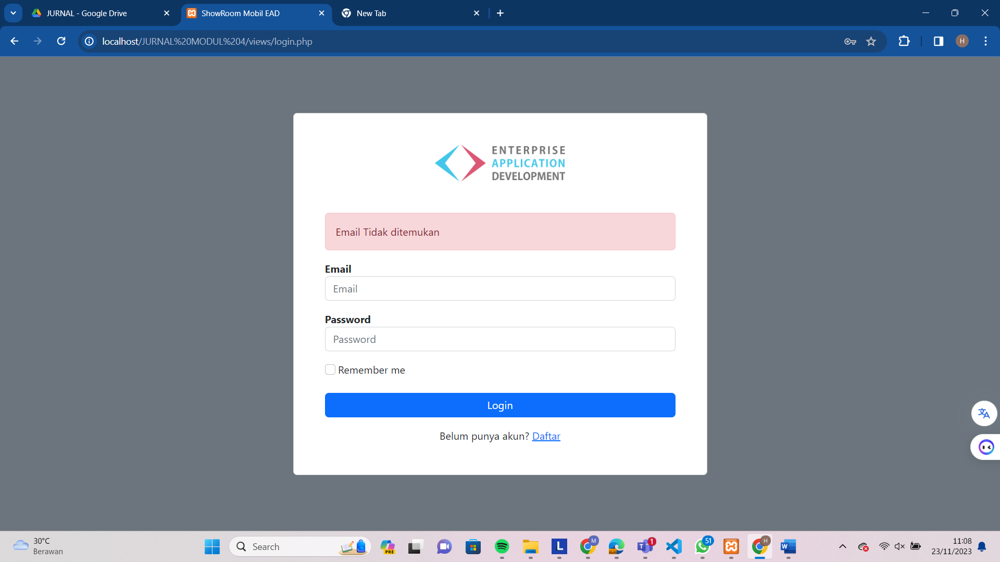 JURNAL - Google Drive
ShowRoom Mobil EAD
New Tab
localhost/JURNAL%20MODUL%204/views/login.php
H
ENTERPRISE
APPLICATION
DEVELOPMENT
Email Tidak ditemukan
Email
Email
Password
Password
Remember me
Login
Belum punya akun? Daftar
30°C
Berawan
Search
PRE
L
M
T
1
51
H
W
11:08
23/11/2023